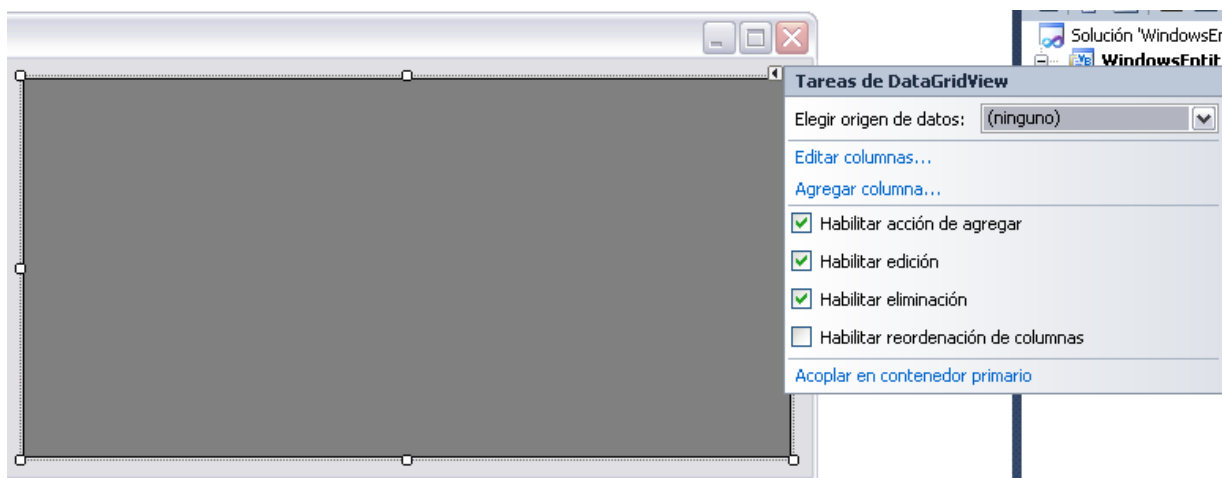 Solución 'WindowsEr
WindowsEntit
Tareas de DataGridView
Elegir origen de datos: (ninguno)
Editar columnas...
Agregar columna...
Habilitar acción de agregar
Habilitar edición
Habilitar eliminación
Habilitar reordenación de columnas
Acoplar en contenedor primario